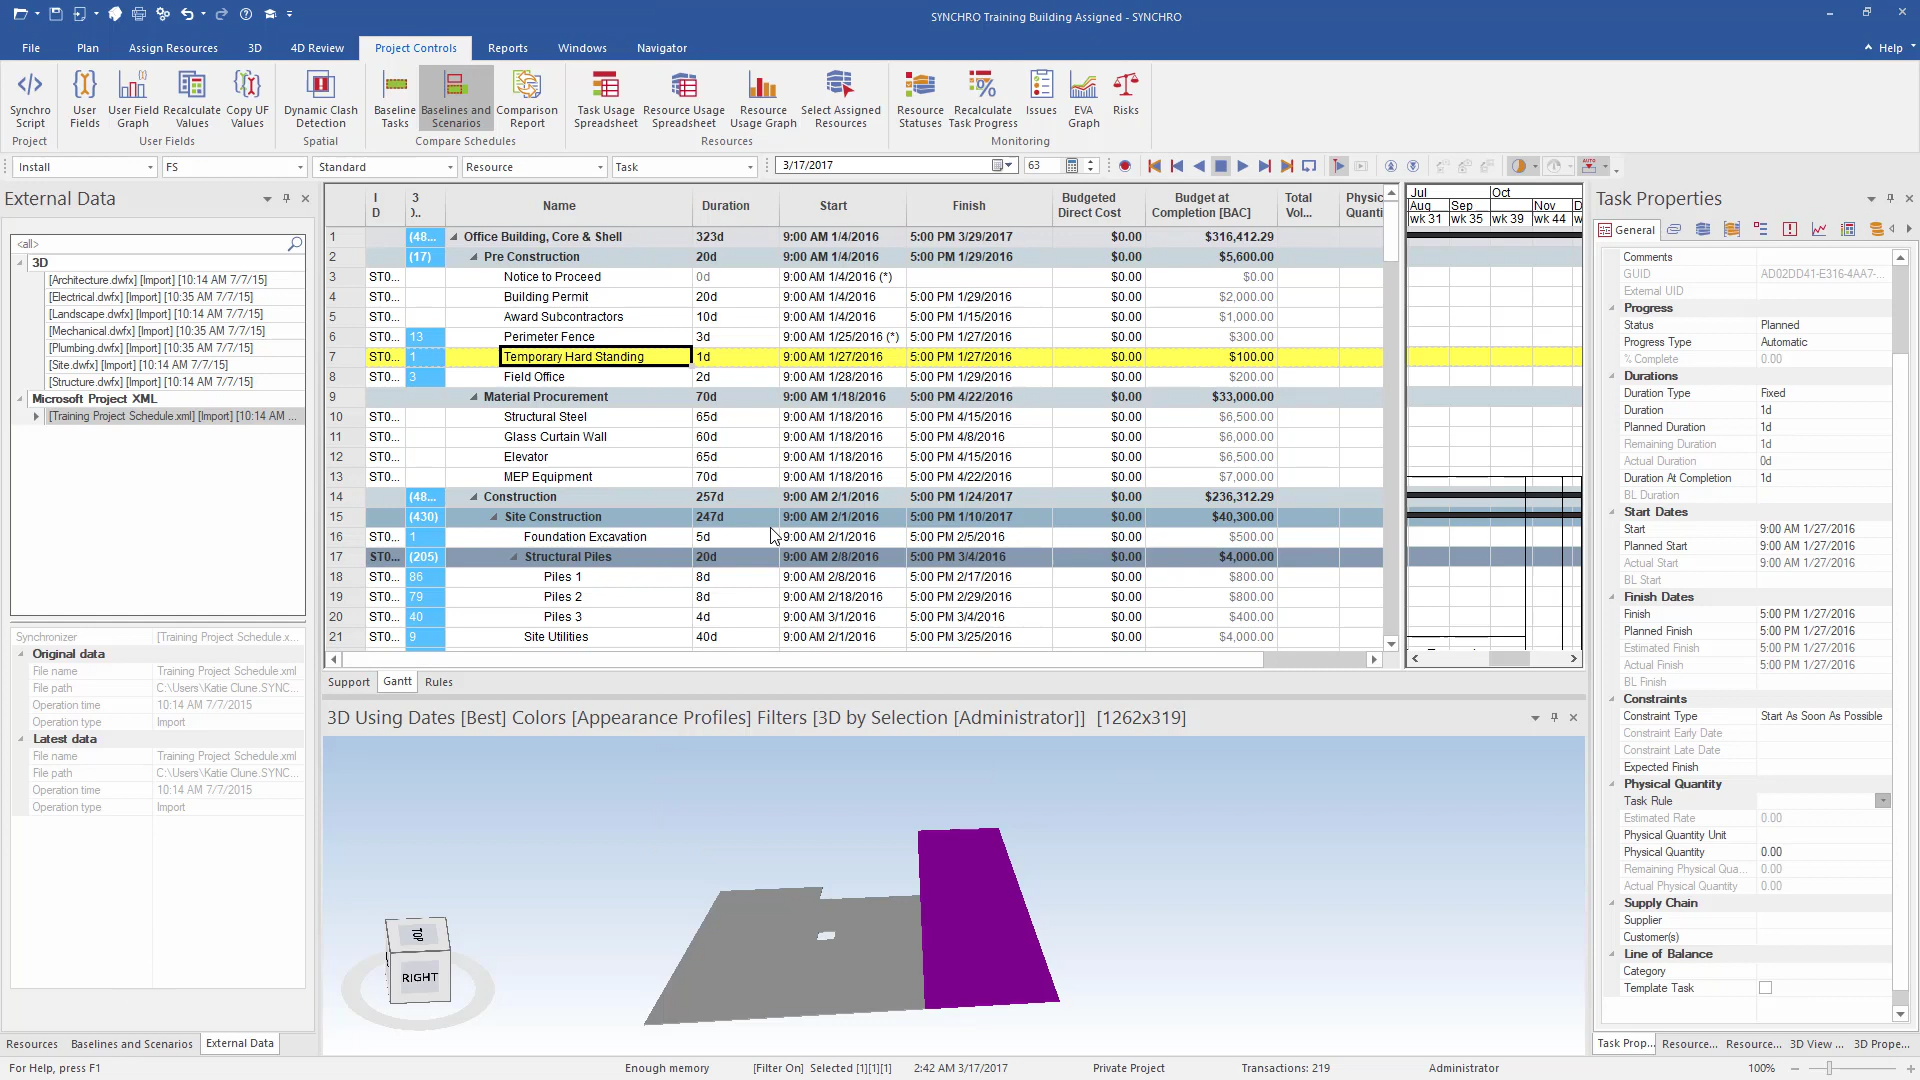 SYNCHRO Training Building Assigned - SYNCHRO
File Plan Assign Resources 3D 4D Review Project Controls Reports Windows Navigator Help
Synchro Script
User Fields
User Field Graph
Recalculate Values
Copy UF Values
Dynamic Clash Detection
Baseline Tasks
Baselines and Scenarios
Comparison Report
Task Usage Spreadsheet
Resource Usage Spreadsheet
Resource Usage Graph
Select Assigned Resources
Resource Statuses
Recalculate Task Progress
Issues
EVA Graph
Risks
Project User Fields Spatial Compare Schedules Resources Monitoring
Install FS Standard Resource Task 3/17/2017 63
External Data
<all>
3D
[Architecture.dwfx] [Import] [10:14 AM 7/7/15]
[Electrical.dwfx] [Import] [10:35 AM 7/7/15]
[Landscape.dwfx] [Import] [10:14 AM 7/7/15]
[Mechanical.dwfx] [Import] [10:35 AM 7/7/15]
[Plumbing.dwfx] [Import] [10:35 AM 7/7/15]
[Site.dwfx] [Import] [10:14 AM 7/7/15]
[Structure.dwfx] [Import] [10:14 AM 7/7/15]
Microsoft Project XML
[Training Project Schedule.xml] [Import] [10:14 AM ...
Synchronizer [Training Project Schedule.x...
Original data
File name Training Project Schedule.xml
File path C:\Users\Katie Clune.SYNC...
Operation time 10:14 AM 7/7/2015
Operation type Import
Latest data
File name Training Project Schedule.xml
File path C:\Users\Katie Clune.SYNC...
Operation time 10:14 AM 7/7/2015
Operation type Import
Resources Baselines and Scenarios External Data
ID 3D.. Name Duration Start Finish Budgeted Direct Cost Budget at Completion [BAC] Total Vol... Physic Quanti
1 (48... Office Building, Core & Shell 323d 9:00 AM 1/4/2016 5:00 PM 3/29/2017 $0.00 $316,412.29
2 (17) Pre Construction 20d 9:00 AM 1/4/2016 5:00 PM 1/29/2016 $0.00 $5,600.00
3 ST0... Notice to Proceed 0d 9:00 AM 1/4/2016 (*) $0.00 $0.00
4 ST0... Building Permit 20d 9:00 AM 1/4/2016 5:00 PM 1/29/2016 $0.00 $2,000.00
5 ST0... Award Subcontractors 10d 9:00 AM 1/4/2016 5:00 PM 1/15/2016 $0.00 $1,000.00
6 ST0... 13 Perimeter Fence 3d 9:00 AM 1/25/2016 (*) 5:00 PM 1/27/2016 $0.00 $300.00
7 ST0... 1 Temporary Hard Standing 1d 9:00 AM 1/27/2016 5:00 PM 1/27/2016 $0.00 $100.00
8 ST0... 3 Field Office 2d 9:00 AM 1/28/2016 5:00 PM 1/29/2016 $0.00 $200.00
9 Material Procurement 70d 9:00 AM 1/18/2016 5:00 PM 4/22/2016 $0.00 $33,000.00
10 ST0... Structural Steel 65d 9:00 AM 1/18/2016 5:00 PM 4/15/2016 $0.00 $6,500.00
11 ST0... Glass Curtain Wall 60d 9:00 AM 1/18/2016 5:00 PM 4/8/2016 $0.00 $6,000.00
12 ST0... Elevator 65d 9:00 AM 1/18/2016 5:00 PM 4/15/2016 $0.00 $6,500.00
13 ST0... MEP Equipment 70d 9:00 AM 1/18/2016 5:00 PM 4/22/2016 $0.00 $7,000.00
14 (48... Construction 257d 9:00 AM 2/1/2016 5:00 PM 1/24/2017 $0.00 $236,312.29
15 (430) Site Construction 247d 9:00 AM 2/1/2016 5:00 PM 1/10/2017 $0.00 $40,300.00
16 ST0... 1 Foundation Excavation 5d 9:00 AM 2/1/2016 5:00 PM 2/5/2016 $0.00 $500.00
17 ST0... (205) Structural Piles 20d 9:00 AM 2/8/2016 5:00 PM 3/4/2016 $0.00 $4,000.00
18 ST0... 86 Piles 1 8d 9:00 AM 2/8/2016 5:00 PM 2/17/2016 $0.00 $800.00
19 ST0... 79 Piles 2 8d 9:00 AM 2/18/2016 5:00 PM 2/29/2016 $0.00 $800.00
20 ST0... 40 Piles 3 4d 9:00 AM 3/1/2016 5:00 PM 3/4/2016 $0.00 $400.00
21 ST0... 9 Site Utilities 40d 9:00 AM 2/1/2016 5:00 PM 3/25/2016 $0.00 $4,000.00
Jul Oct
Aug Sep Nov D
wk 31 wk 35 wk 39 wk 44 wk
Support Gantt Rules
3D Using Dates [Best] Colors [Appearance Profiles] Filters [3D by Selection [Administrator]] [1262x319]
TOP
RIGHT
Task Properties
General
Comments
GUID AD02DD41-E316-4AA7-...
External UID
Progress
Status Planned
Progress Type Automatic
% Complete 0.00
Durations
Duration Type Fixed
Duration 1d
Planned Duration 1d
Remaining Duration 1d
Actual Duration 0d
Duration At Completion 1d
BL Duration
Start Dates
Start 9:00 AM 1/27/2016
Planned Start 9:00 AM 1/27/2016
Actual Start 9:00 AM 1/27/2016
BL Start
Finish Dates
Finish 5:00 PM 1/27/2016
Planned Finish 5:00 PM 1/27/2016
Estimated Finish 5:00 PM 1/27/2016
Actual Finish 5:00 PM 1/27/2016
BL Finish
Constraints
Constraint Type Start As Soon As Possible
Constraint Early Date
Constraint Late Date
Expected Finish
Physical Quantity
Task Rule
Estimated Rate 0.00
Physical Quantity Unit
Physical Quantity 0.00
Remaining Physical Qua... 0.00
Actual Physical Quantity 0.00
Supply Chain
Supplier
Customer(s)
Line of Balance
Category
Template Task
Task Prop... Resource... Resource... 3D View ... 3D Prope...
For Help, press F1 Enough memory [Filter On] Selected [1][1][1] 2:42 AM 3/17/2017 Private Project Transactions: 219 Administrator 100%